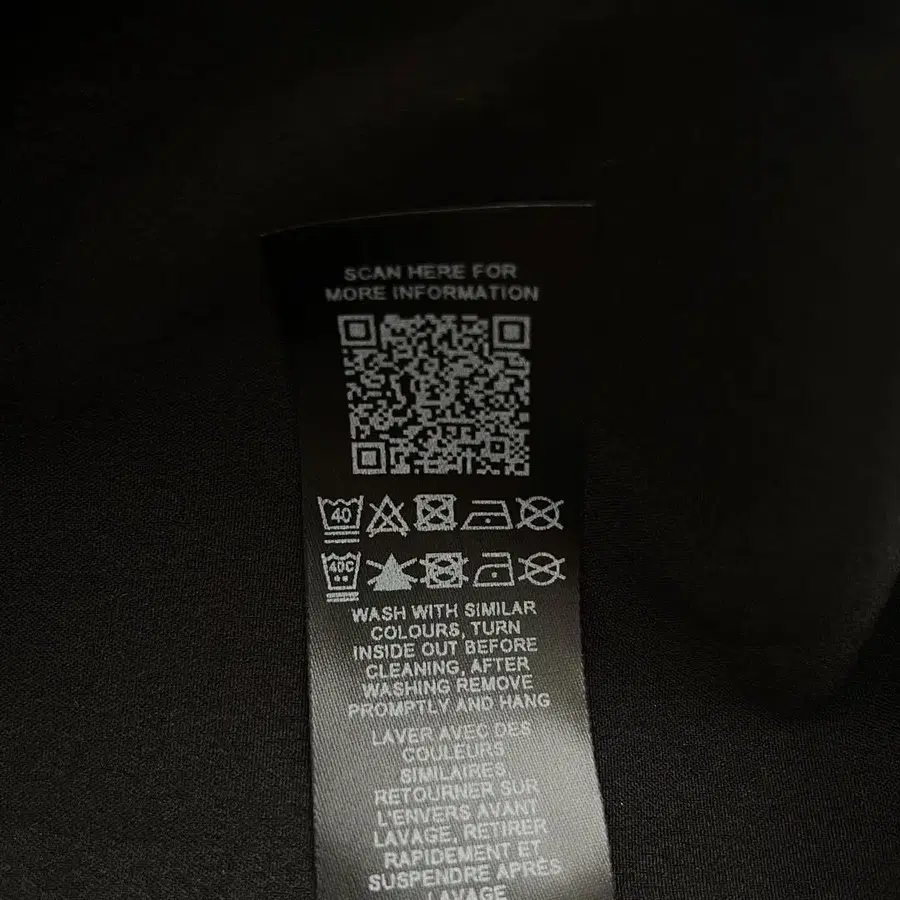 SCAN HERE FOR
MORE INFORMATION
40
40C
WASH WITH SIMILAR
COLOURS, TURN
INSIDE OUT BEFORE
CLEANING, AFTER
WASHING REMOVE
PROMPTLY AND HANG
LAVER AVEC DES
COULEURS
SIMILAIRES,
RETOURNER SUR
L'ENVERS AVANT
LAVAGE, RETIRER
RAPIDEMENT ET
SUSPENDRE APRÈS
LAVAGE